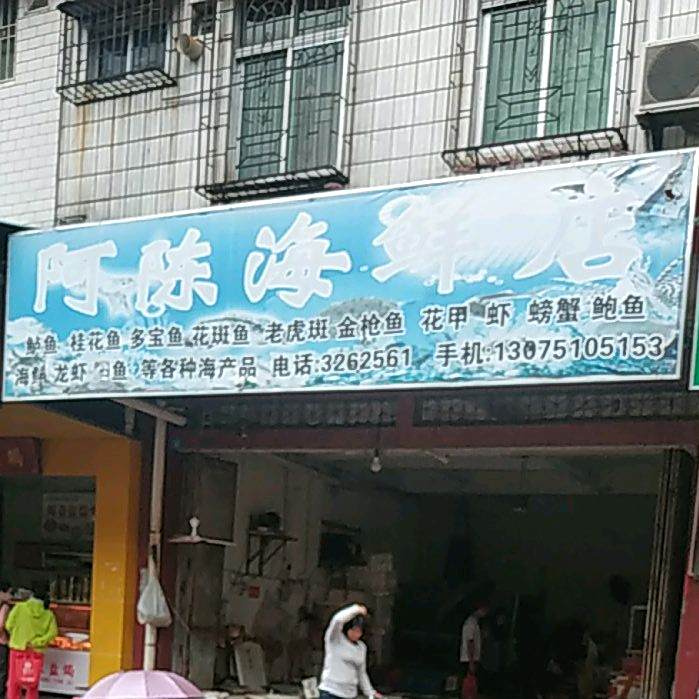 阿陈海鲜店
鲈鱼 桂花鱼 多宝鱼 花斑鱼 老虎斑 金枪鱼 花甲 虾 螃蟹 鲍鱼
海鲜 龙虾 鱼 等各种海产品 电话:3262561 手机:13075105153